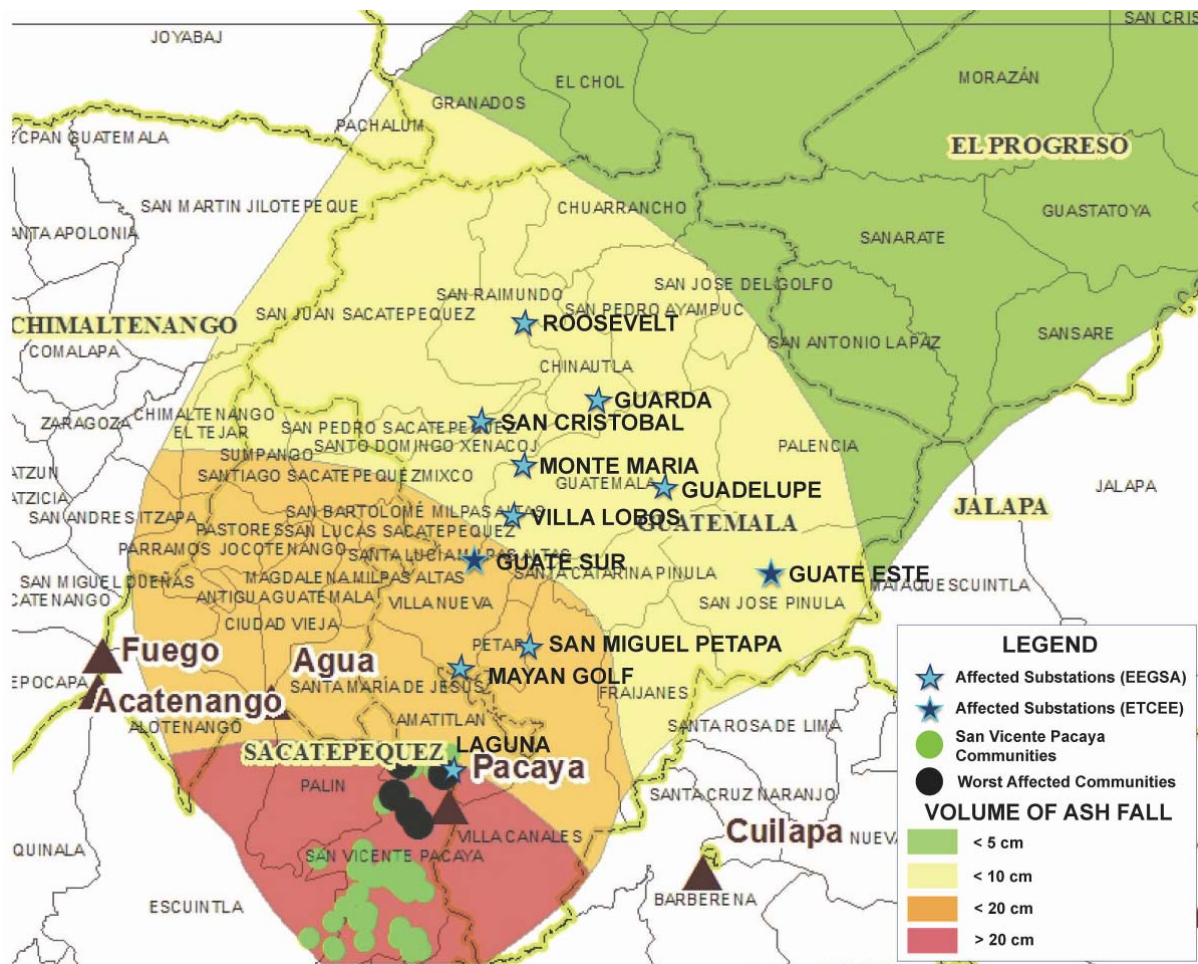 SAN CRIS
JOYABAJ
EL CHOL
MORAZÁN
GRANADOS
PACHALUM
YCPAN GUATEMALA
EL PROGRESO
SAN MARTIN JILOTEPEQUE
CHUARRANCHO
GUASTATOYA
ANTA APOLONIA
SANARATE
SAN JOSE DEL GOLFO
SAN RAIMUNDO
SAN PEDRO AYAMPUC
SAN JUAN SACATEPEQUEZ
CHIMALTENANGO
ROOSEVELT
SANSARE
SAN ANTONIO LA PAZ
COMALAPA
CHINAUTLA
GUARDA
CHIMALTENANGO
ZARAGOZA
EL TEJAR
SAN PEDRO SACATEPEQUEZ
SAN CRISTOBAL
SANTO DOMINGO XENACOJ
PALENCIA
SUMPANGO
MONTE MARIA
ATZUN
SANTIAGO SACATEPEQUEZ
MIXCO
GUATEMALA
GUADELUPE
JALAPA
ATZICIA
JALAPA
SAN ANDRES ITZAPA
SAN BARTOLOMÉ MILPAS ALTAS
VILLA LOBOS
GUATEMALA
PASTORES
SAN LUCAS SACATEPEQUEZ
PARRAMOS
JOCOTENANGO
SANTA LUCIA MILPAS ALTAS
GUATE SUR
SANTA CATARINA PINULA
GUATE ESTE
SAN MIGUEL DUEÑAS
MAGDALENA MILPAS ALTAS
MATAQUESCUINTLA
CATENANGO
ANTIGUA GUATEMALA
VILLA NUEVA
SAN JOSE PINULA
CIUDAD VIEJA
Fuego
PETAPA
SAN MIGUEL PETAPA
Agua
MAYAN GOLF
EPOCAPA
SANTA MARÍA DE JESÚS
Acatenango
FRAIJANES
ALOTENANGO
AMATITLAN
SANTA ROSA DE LIMA
SACATEPEQUEZ
LAGUNA
Pacaya
PALIN
SANTA CRUZ NARANJO
VILLA CANALES
Cuilapa
NUEVA
QUINALA
SAN VICENTE PACAYA
BARBERENA
ESCUINTLA
LEGEND
Affected Substations (EEGSA)
Affected Substations (ETCEE)
San Vicente Pacaya
Communities
Worst Affected Communities
VOLUME OF ASH FALL
< 5 cm
< 10 cm
< 20 cm
> 20 cm